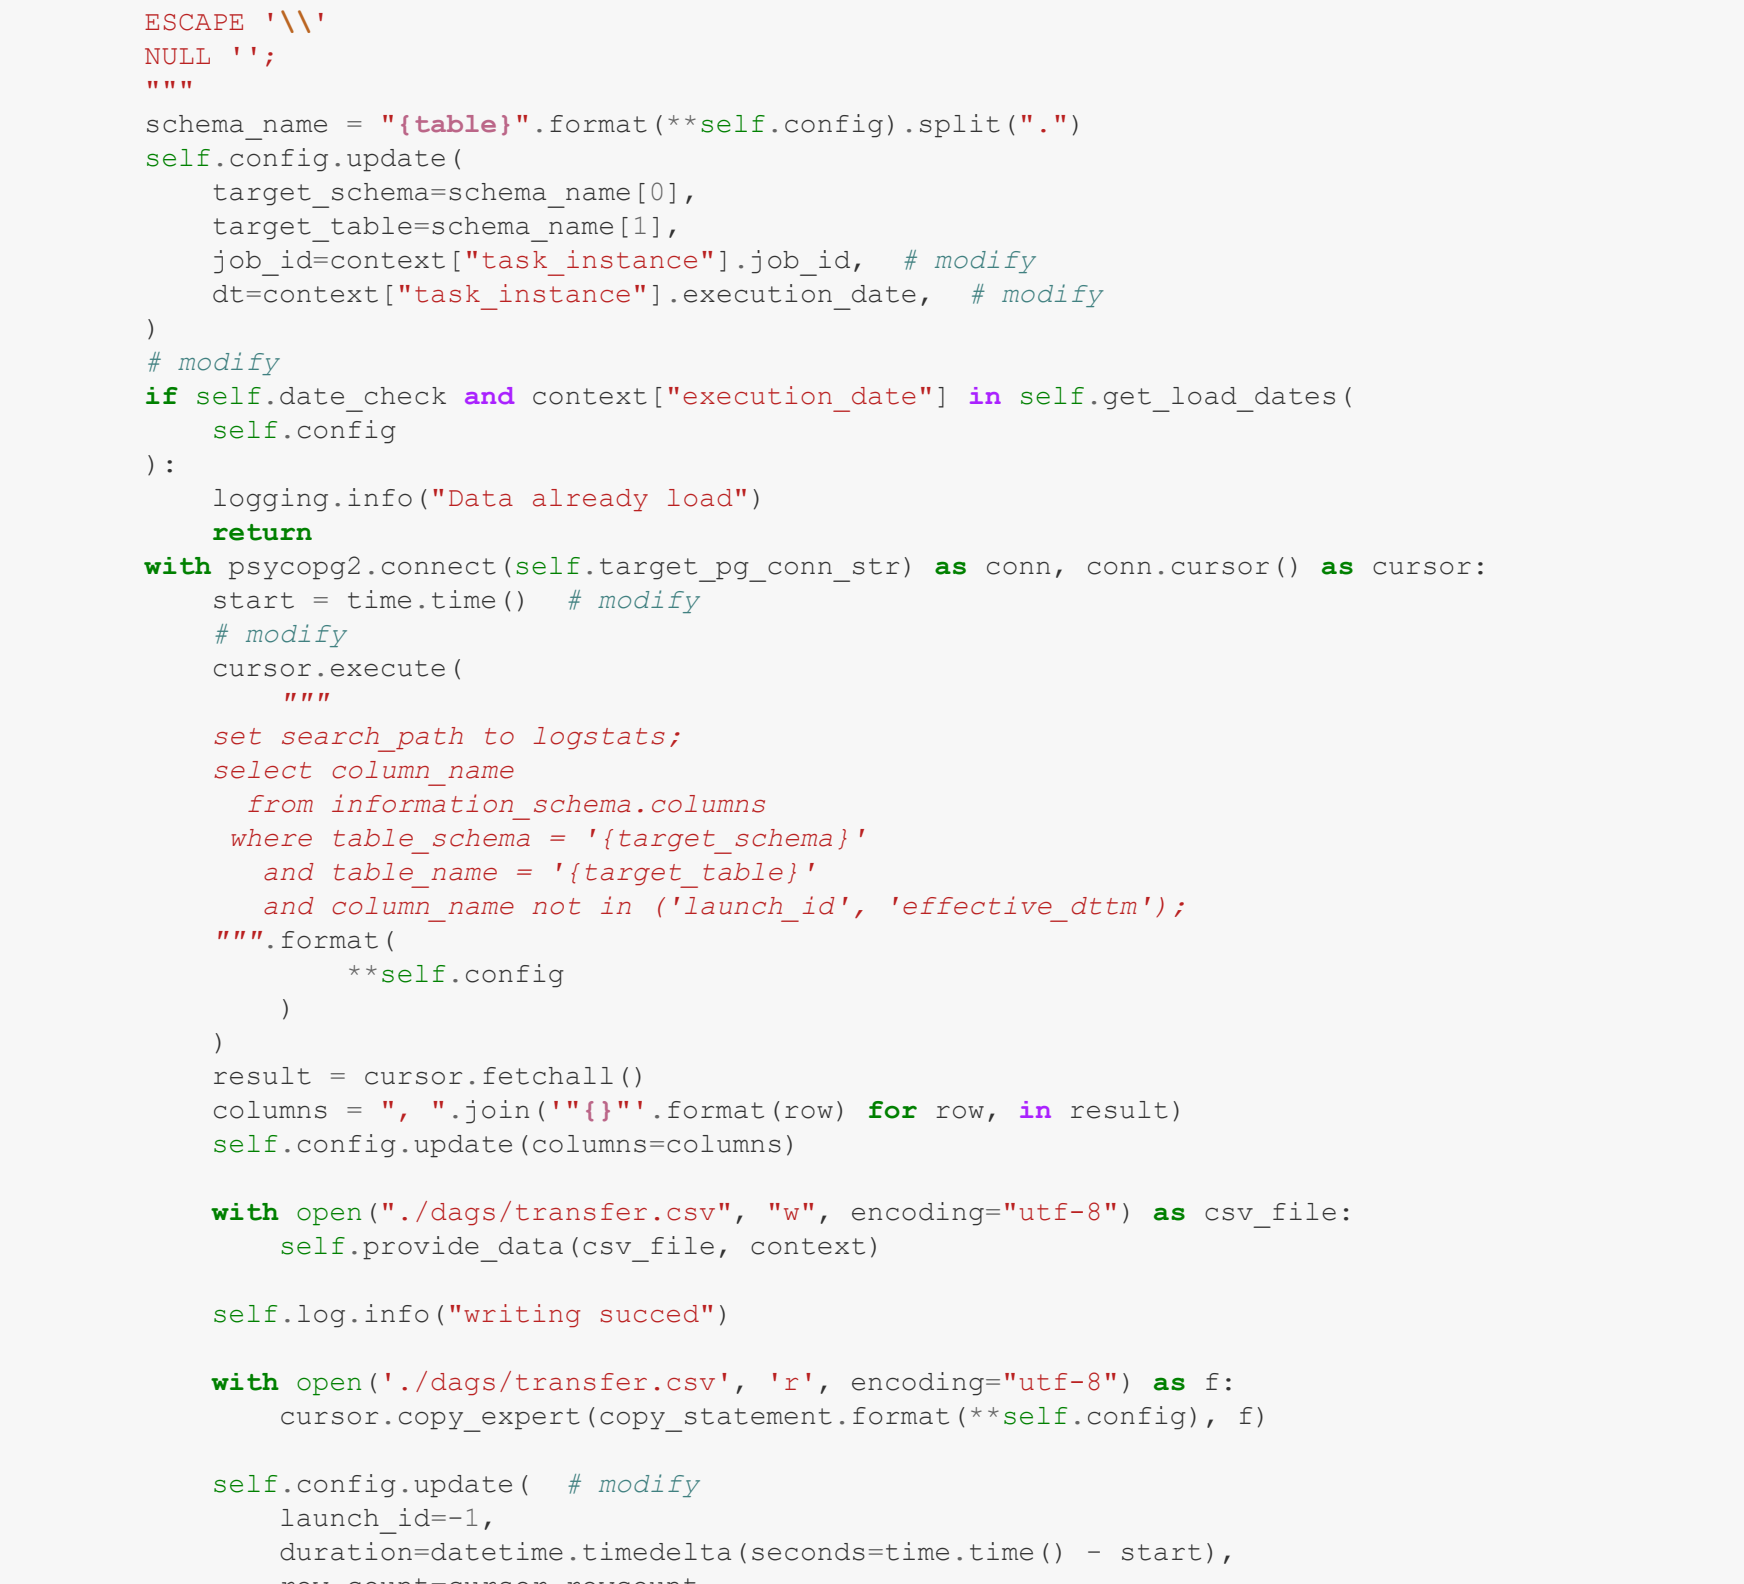 ESCAPE '\\'
NULL '';
"""
schema_name = "{table}".format(**self.config).split(".")
self.config.update(
    target_schema=schema_name[0],
    target_table=schema_name[1],
    job_id=context["task_instance"].job_id,  # modify
    dt=context["task_instance"].execution_date,  # modify
)
# modify
if self.date_check and context["execution_date"] in self.get_load_dates(
    self.config
):
    logging.info("Data already load")
    return
with psycopg2.connect(self.target_pg_conn_str) as conn, conn.cursor() as cursor:
    start = time.time()  # modify
    # modify
    cursor.execute(
        """
    set search_path to logstats;
    select column_name
      from information_schema.columns
     where table_schema = '{target_schema}'
       and table_name = '{target_table}'
       and column_name not in ('launch_id', 'effective_dttm');
    """.format(
            **self.config
        )
    )
    result = cursor.fetchall()
    columns = ", ".join('"{}"'.format(row) for row, in result)
    self.config.update(columns=columns)

    with open("./dags/transfer.csv", "w", encoding="utf-8") as csv_file:
        self.provide_data(csv_file, context)

    self.log.info("writing succed")

    with open('./dags/transfer.csv', 'r', encoding="utf-8") as f:
        cursor.copy_expert(copy_statement.format(**self.config), f)

    self.config.update(  # modify
        launch_id=-1,
        duration=datetime.timedelta(seconds=time.time() - start),
        row_count=cursor.rowcount